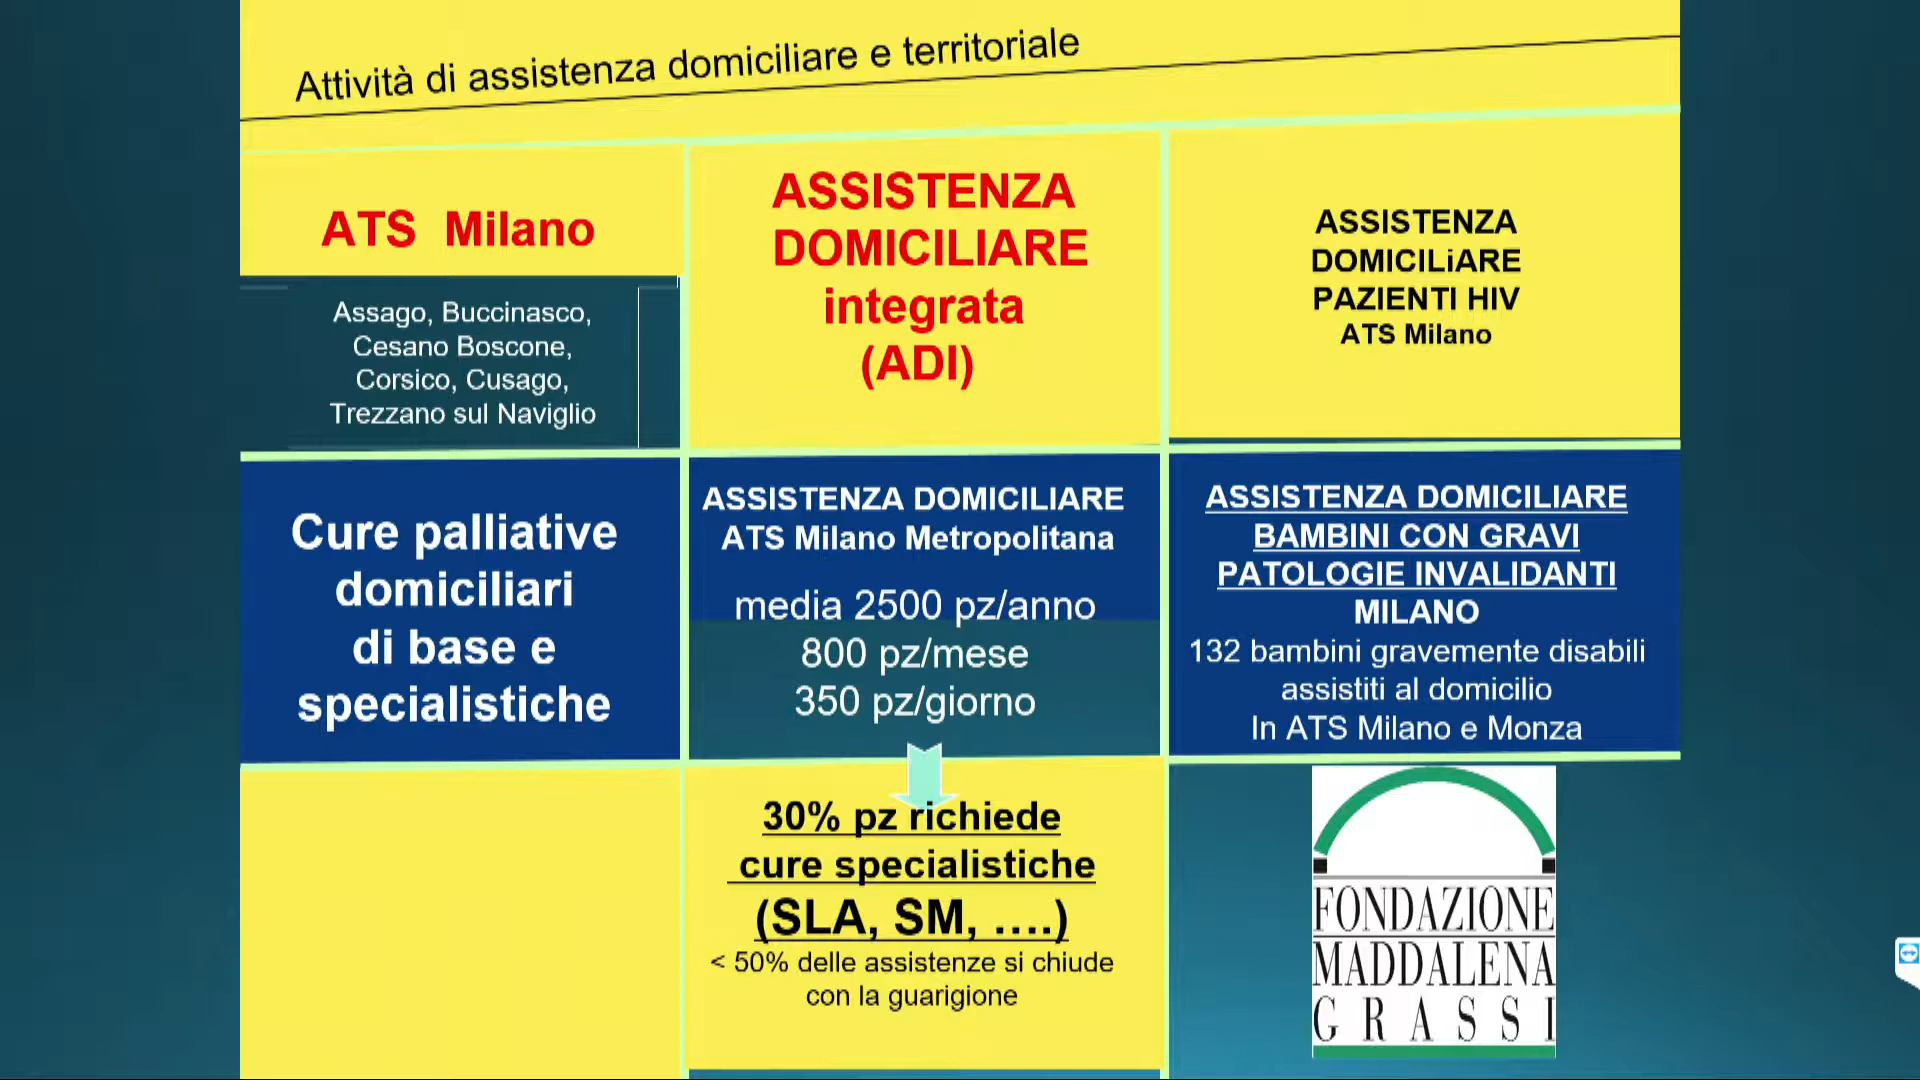 Attività di assistenza domiciliare e territoriale
ATS Milano
Assago, Buccinasco,
Cesano Boscone,
Corsico, Cusago,
Trezzano sul Naviglio
ASSISTENZA
DOMICILIARE
integrata
(ADI)
ASSISTENZA
DOMICILiARE
PAZIENTI HIV
ATS Milano
Cure palliative
domiciliari
di base e
specialistiche
ASSISTENZA DOMICILIARE
ATS Milano Metropolitana
media 2500 pz/anno
800 pz/mese
350 pz/giorno
ASSISTENZA DOMICILIARE
BAMBINI CON GRAVI
PATOLOGIE INVALIDANTI
MILANO
132 bambini gravemente disabili
assistiti al domicilio
In ATS Milano e Monza
30% pz richiede
cure specialistiche
(SLA, SM, ....)
< 50% delle assistenze si chiude
con la guarigione
FONDAZIONE
MADDALENA
GRASSI